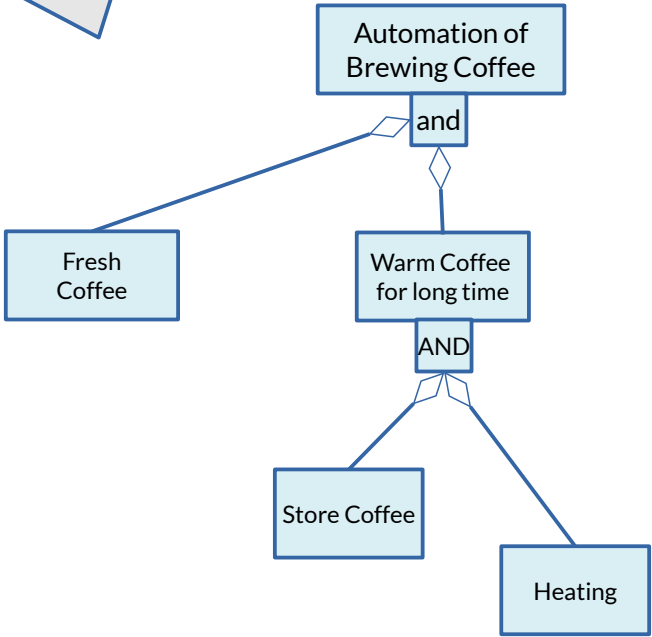 Automation of
Brewing Coffee
and
Fresh
Coffee
Warm Coffee
for long time
AND
Store Coffee
Heating